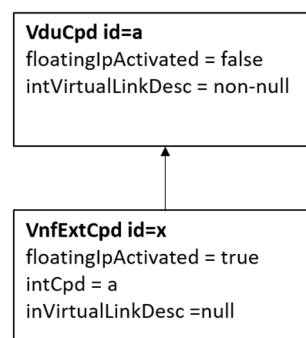 VduCpd id=a
floatingIpActivated = false
intVirtualLinkDesc = non-null
VnfExtCpd id=x
floatingIpActivated = true
intCpd = a
inVirtualLinkDesc =null